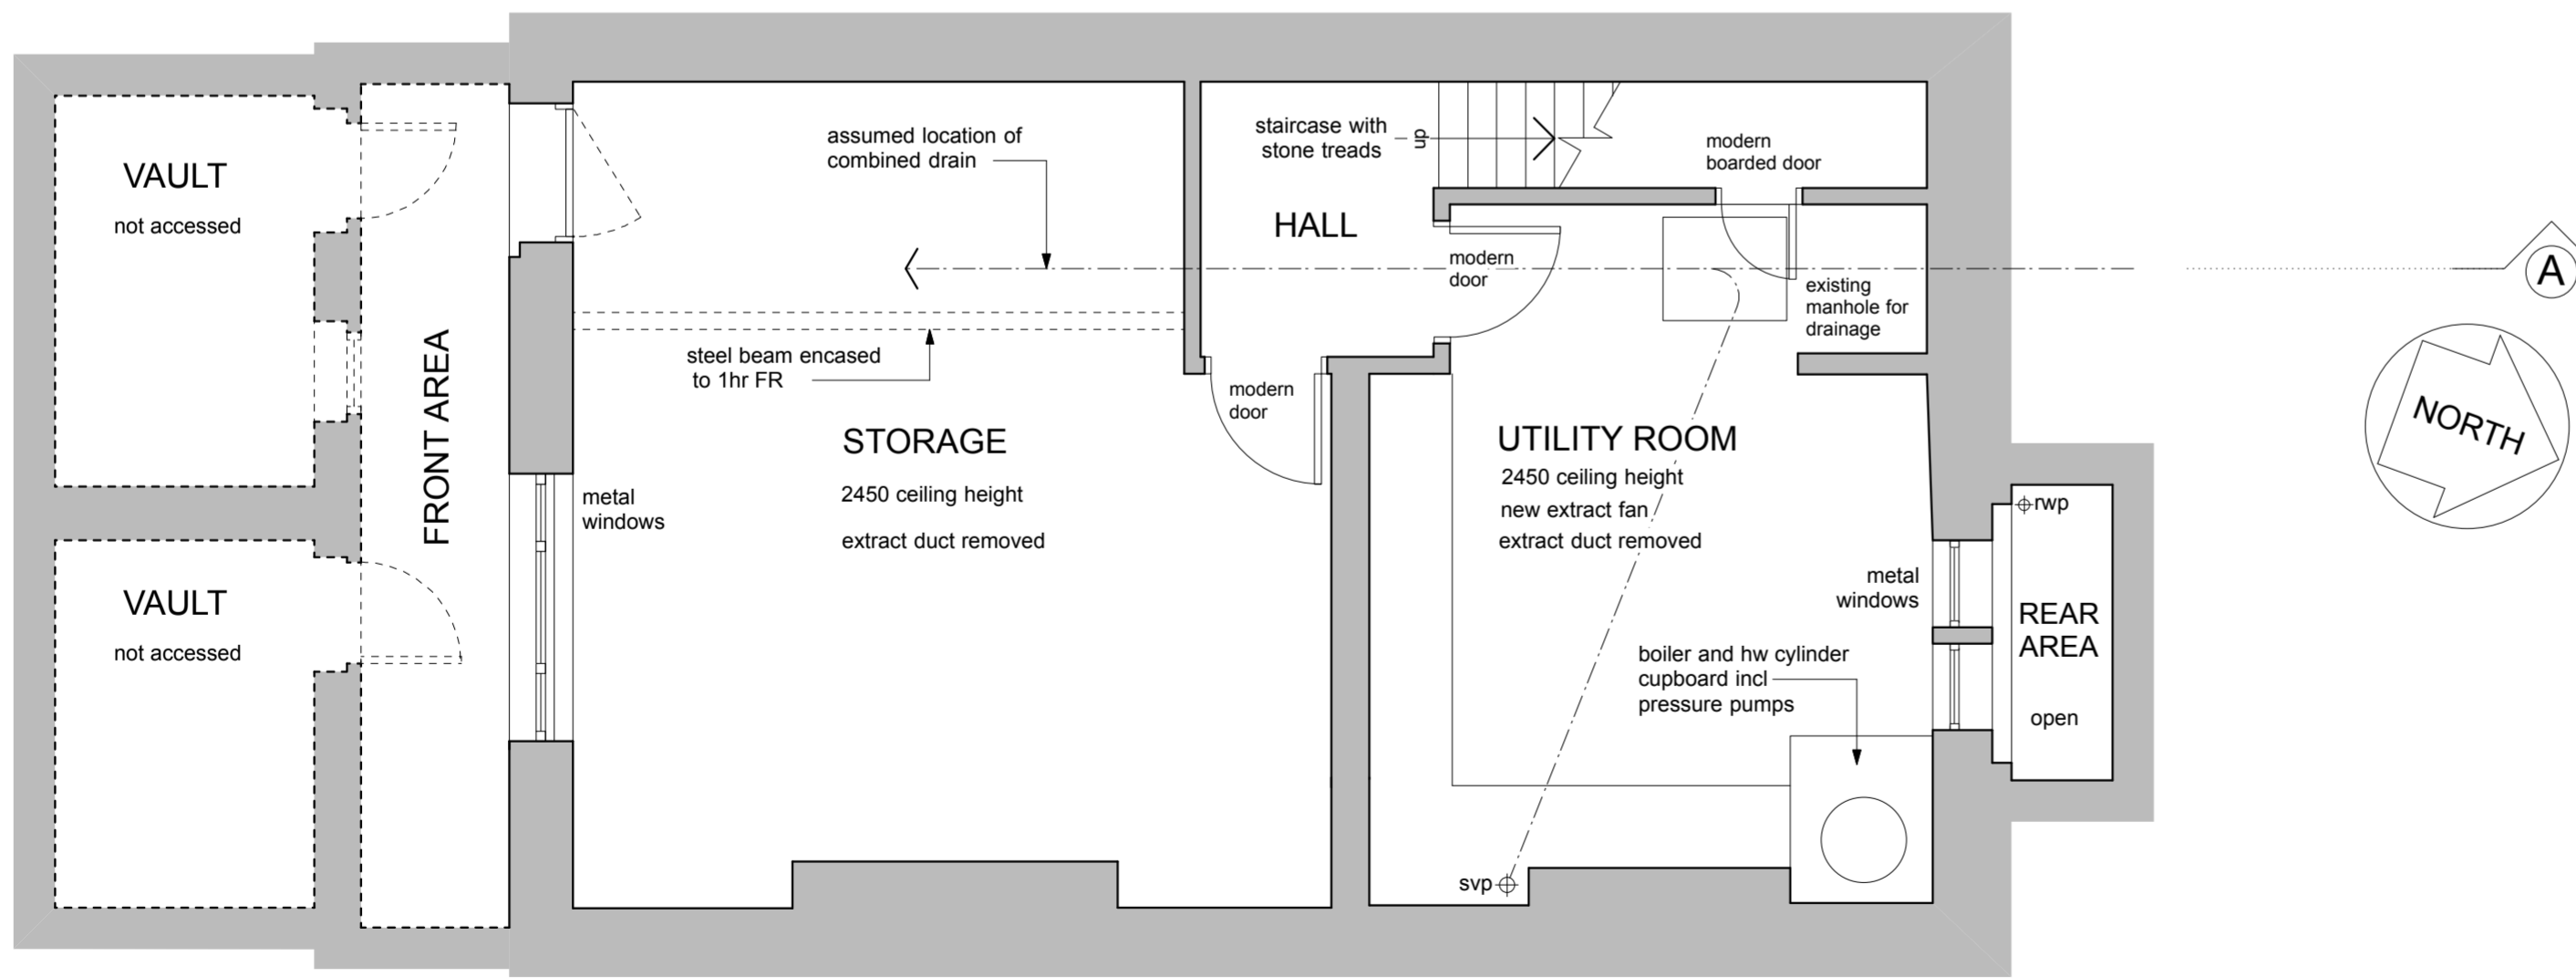 VAULT
not accessed
VAULT
not accessed
FRONT AREA
assumed location of
combined drain
steel beam encased
to 1hr FR
metal
windows
STORAGE
2450 ceiling height
extract duct removed
staircase with
stone treads
up
HALL
modern
door
modern
door
modern
boarded door
existing
manhole for
drainage
UTILITY ROOM
2450 ceiling height
new extract fan
extract duct removed
metal
windows
boiler and hw cylinder
cupboard incl
pressure pumps
svp
rwp
REAR
AREA
open
A
NORTH